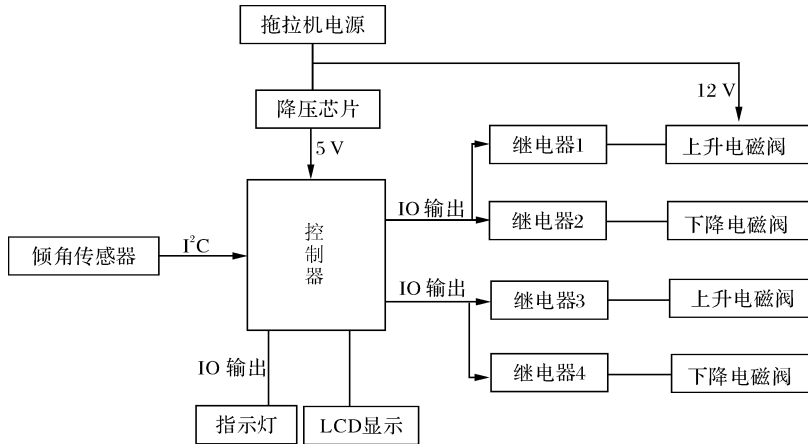 拖拉机电源
12 V
降压芯片
5 V
继电器1
上升电磁阀
IO 输出
继电器2
下降电磁阀
控制器
倾角传感器
I²C
IO 输出
继电器3
上升电磁阀
继电器4
下降电磁阀
IO 输出
指示灯
LCD显示